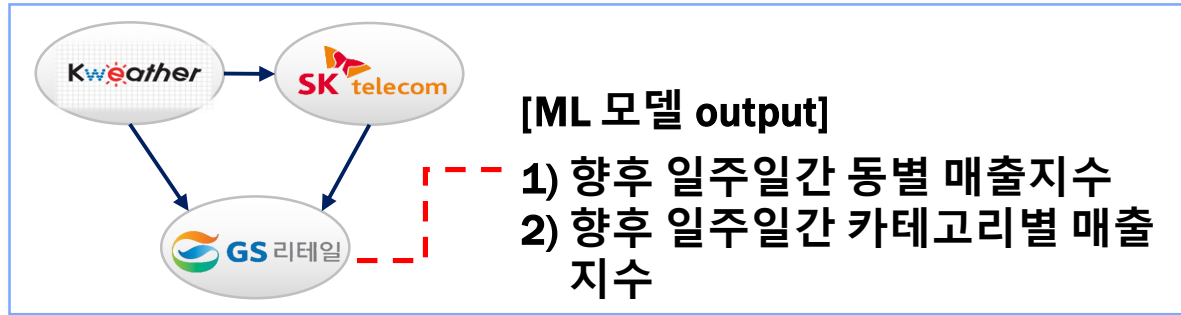 Kweather
SK telecom
GS 리테일
[ML 모델 output]
1) 향후 일주일간 동별 매출지수
2) 향후 일주일간 카테고리별 매출
지수